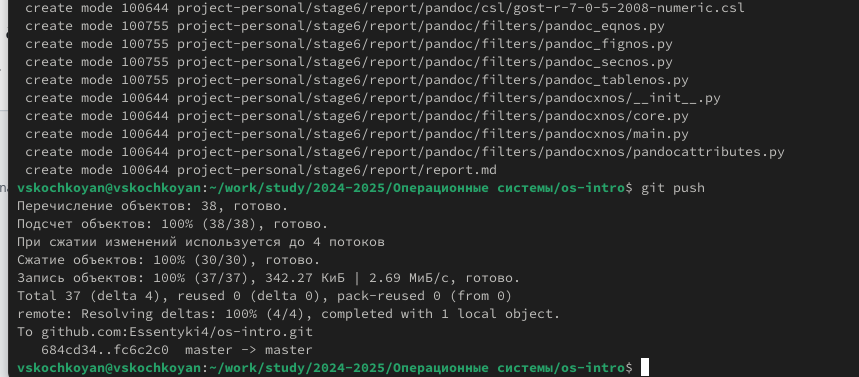 create mode 100644 project-personal/stage6/report/pandoc/csl/gost-r-7-0-5-2008-numeric.csl
create mode 100755 project-personal/stage6/report/pandoc/filters/pandoc_eqnos.py
create mode 100755 project-personal/stage6/report/pandoc/filters/pandoc_fignos.py
create mode 100755 project-personal/stage6/report/pandoc/filters/pandoc_secnos.py
create mode 100755 project-personal/stage6/report/pandoc/filters/pandoc_tablenos.py
create mode 100644 project-personal/stage6/report/pandoc/filters/pandocxnos/__init__.py
create mode 100644 project-personal/stage6/report/pandoc/filters/pandocxnos/core.py
create mode 100644 project-personal/stage6/report/pandoc/filters/pandocxnos/main.py
create mode 100644 project-personal/stage6/report/pandoc/filters/pandocxnos/pandocattributes.py
create mode 100644 project-personal/stage6/report/report.md
vskochkoyan@vskochkoyan:~/work/study/2024-2025/Операционные системы/os-intro$ git push
Перечисление объектов: 38, готово.
Подсчет объектов: 100% (38/38), готово.
При сжатии изменений используется до 4 потоков
Сжатие объектов: 100% (30/30), готово.
Запись объектов: 100% (37/37), 342.27 КиБ | 2.69 МиБ/с, готово.
Total 37 (delta 4), reused 0 (delta 0), pack-reused 0 (from 0)
remote: Resolving deltas: 100% (4/4), completed with 1 local object.
To github.com:Essentyki4/os-intro.git
684cd34..fc6c2c0 master -> master
vskochkoyan@vskochkoyan:~/work/study/2024-2025/Операционные системы/os-intro$